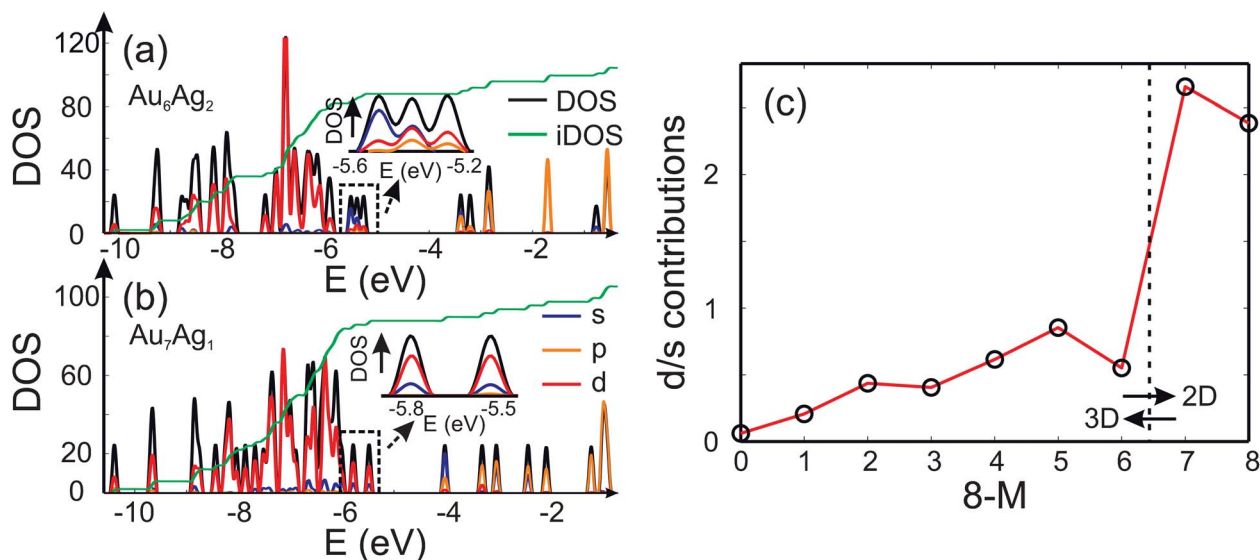 (a)
Au₆Ag₂
DOS
120
80
40
0
-10 -8 -6 -4 -2
E (eV)
DOS
iDOS
DOS
-5.6 -5.2
E (eV)
(b)
Au₇Ag₁
DOS
100
60
20
0
-10 -8 -6 -4 -2
E (eV)
s
p
d
DOS
-5.8 -5.5
E (eV)
(c)
d/s contributions
2
1
0
0 1 2 3 4 5 6 7 8
8-M
2D
3D